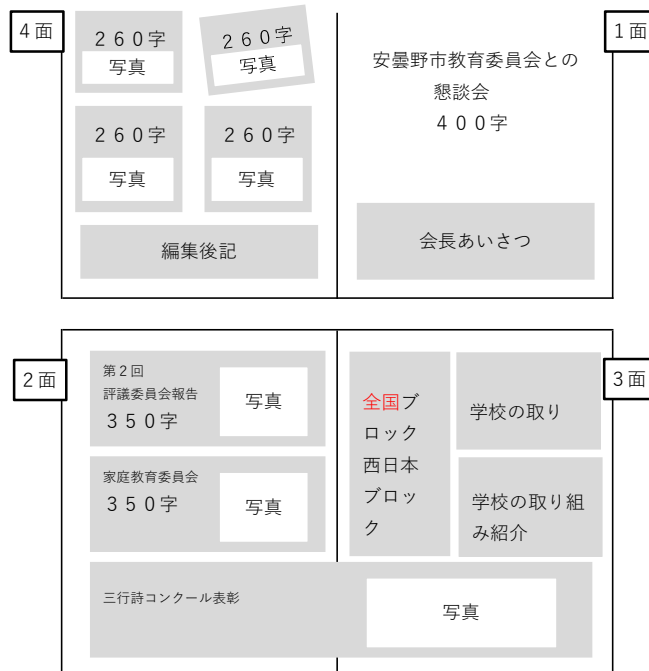 4面
260字
写真
260字
写真
260字
写真
260字
写真
編集後記
1面
安曇野市教育委員会との
懇談会
400字
会長あいさつ
2面
第2回
評議委員会報告
350字
写真
家庭教育委員会
350字
写真
3面
全国ブ
ロック
西日本
ブロッ
ク
学校の取り
学校の取り組
み紹介
三行詩コンクール表彰
写真